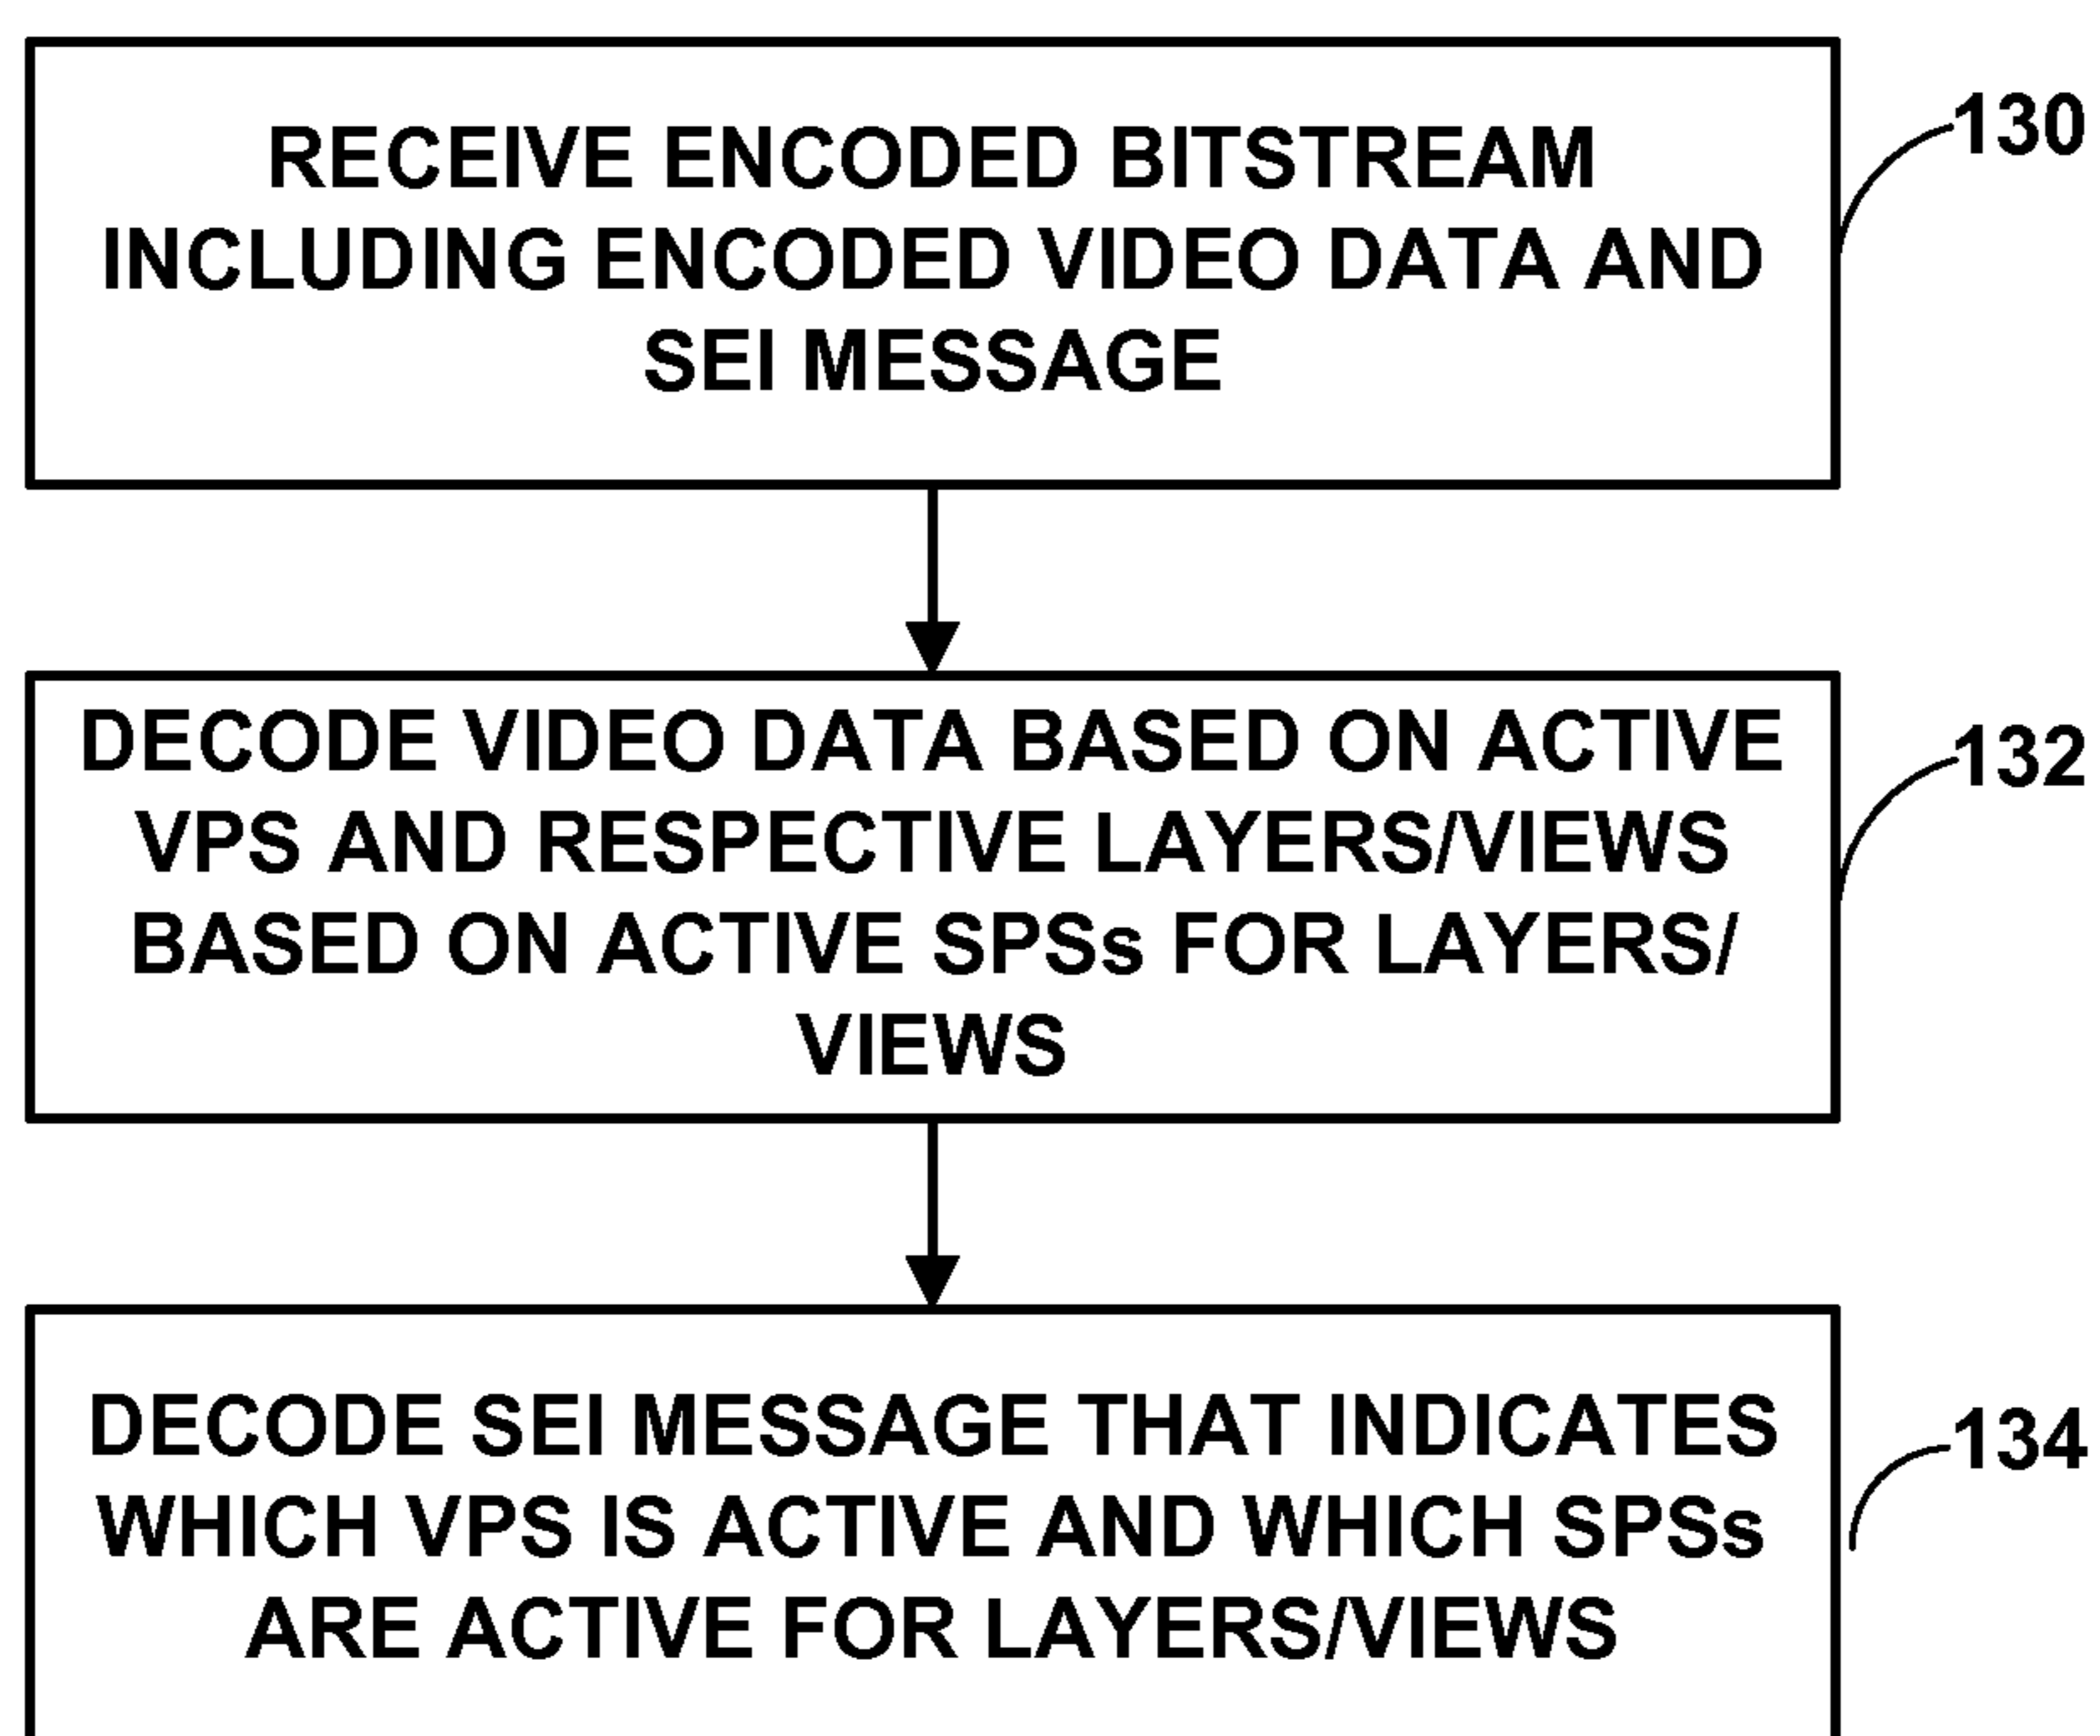 RECEIVE ENCODED BITSTREAM
INCLUDING ENCODED VIDEO DATA AND
SEI MESSAGE
130
DECODE VIDEO DATA BASED ON ACTIVE
VPS AND RESPECTIVE LAYERS/VIEWS
BASED ON ACTIVE SPSs FOR LAYERS/
VIEWS
132
DECODE SEI MESSAGE THAT INDICATES
WHICH VPS IS ACTIVE AND WHICH SPSs
ARE ACTIVE FOR LAYERS/VIEWS
134